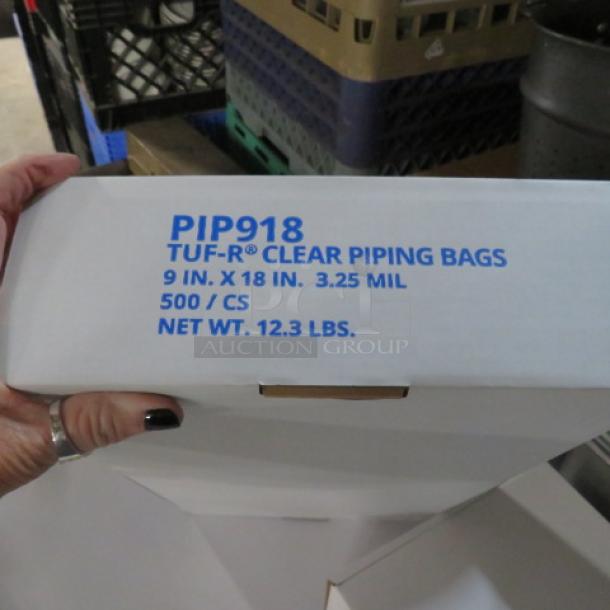 PIP918
TUF-R® CLEAR PIPING BAGS
9 IN. X 18 IN. 3.25 MIL
500 / CS
NET WT. 12.3 LBS.
PCI
AUCTION GROUP